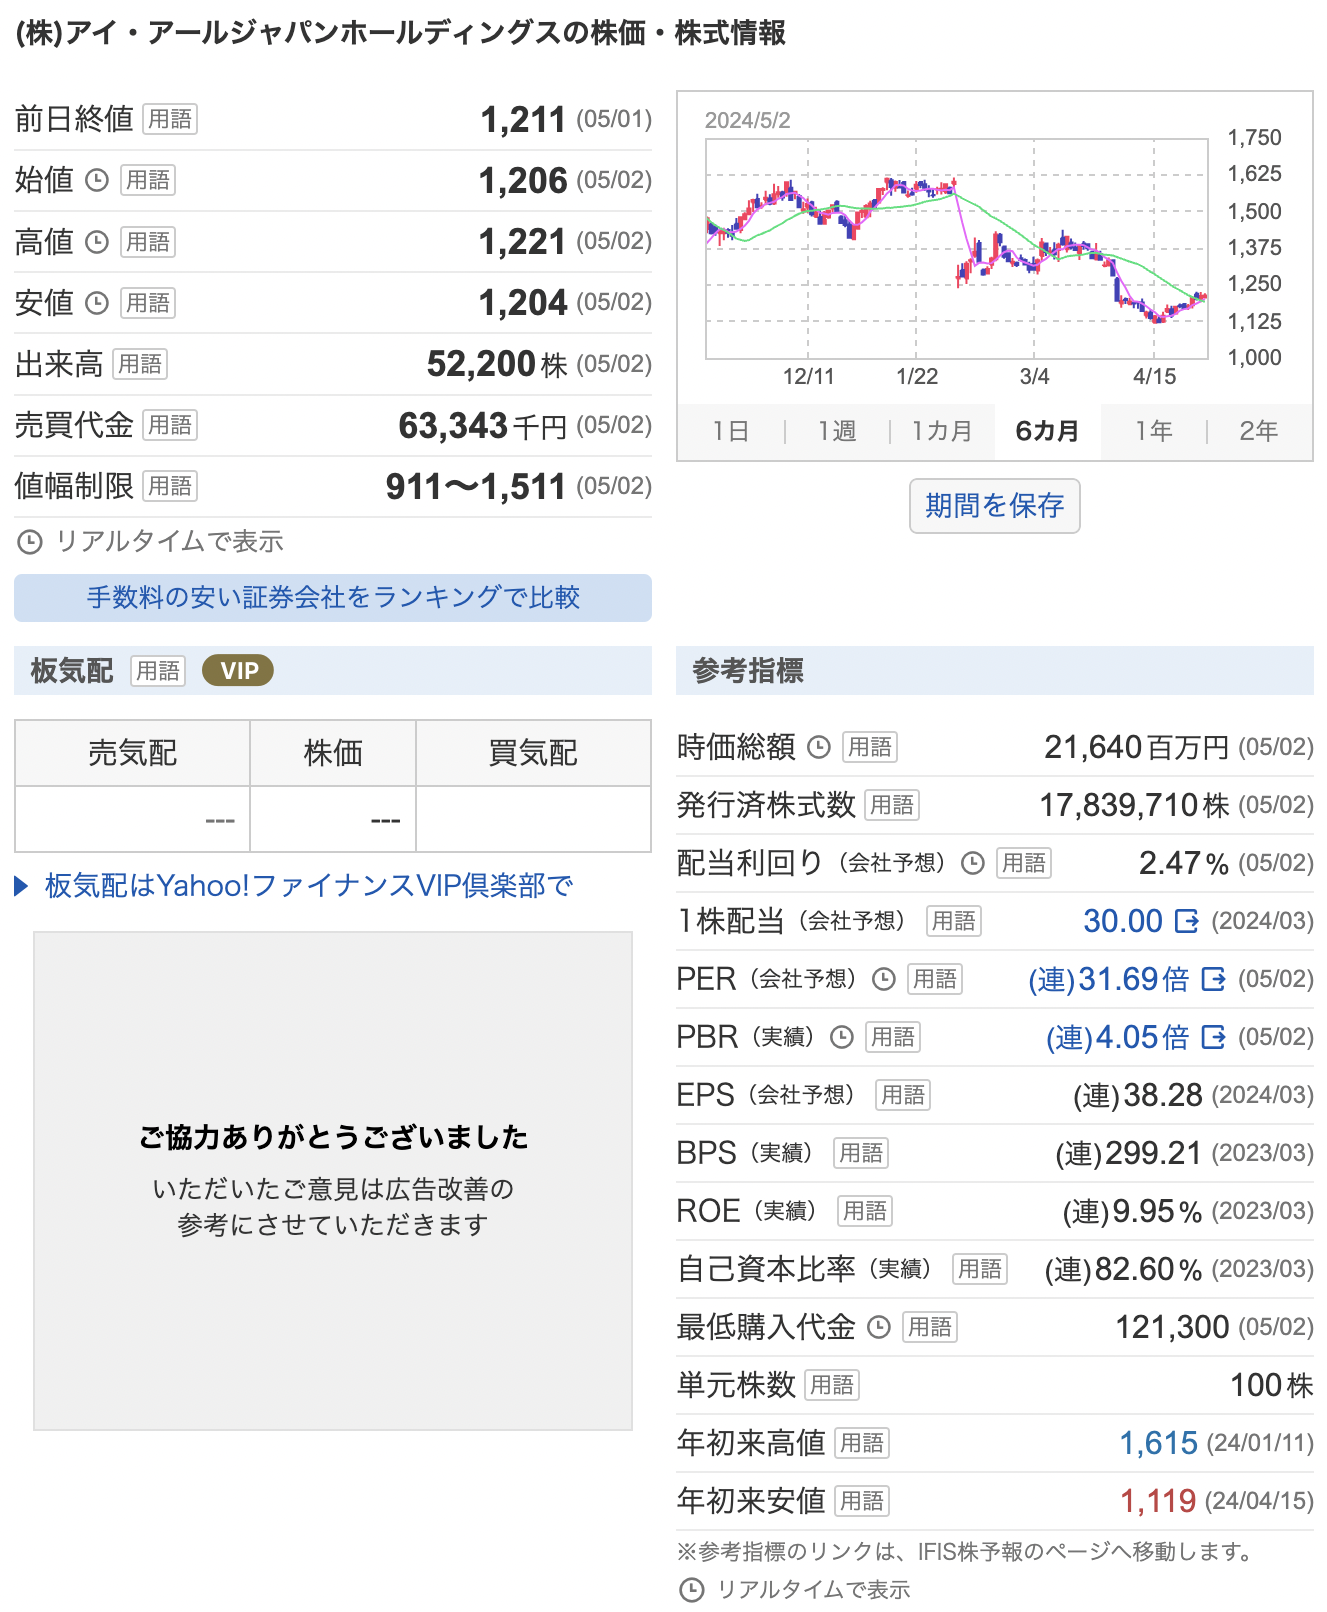 (株)アイ・アールジャパンホールディングスの株価・株式情報
前日終値 用語 1,211 (05/01)
始値 用語 1,206 (05/02)
高値 用語 1,221 (05/02)
安値 用語 1,204 (05/02)
出来高 用語 52,200株 (05/02)
売買代金 用語 63,343千円 (05/02)
値幅制限 用語 911〜1,511 (05/02)
リアルタイムで表示
手数料の安い証券会社をランキングで比較
2024/5/2
1,750
1,625
1,500
1,375
1,250
1,125
1,000
12/11 1/22 3/4 4/15
1日 1週 1カ月 6カ月 1年 2年
期間を保存
板気配 用語 VIP
売気配 株価 買気配
--- ---
板気配はYahoo!ファイナンスVIP倶楽部で
ご協力ありがとうございました
いただいたご意見は広告改善の
参考にさせていただきます
参考指標
時価総額 用語 21,640百万円 (05/02)
発行済株式数 用語 17,839,710株 (05/02)
配当利回り（会社予想） 用語 2.47% (05/02)
1株配当（会社予想） 用語 30.00 (2024/03)
PER（会社予想） 用語 (連)31.69倍 (05/02)
PBR（実績） 用語 (連)4.05倍 (05/02)
EPS（会社予想） 用語 (連)38.28 (2024/03)
BPS（実績） 用語 (連)299.21 (2023/03)
ROE（実績） 用語 (連)9.95% (2023/03)
自己資本比率（実績） 用語 (連)82.60% (2023/03)
最低購入代金 用語 121,300 (05/02)
単元株数 用語 100株
年初来高値 用語 1,615 (24/01/11)
年初来安値 用語 1,119 (24/04/15)
※参考指標のリンクは、IFIS株予報のページへ移動します。
リアルタイムで表示